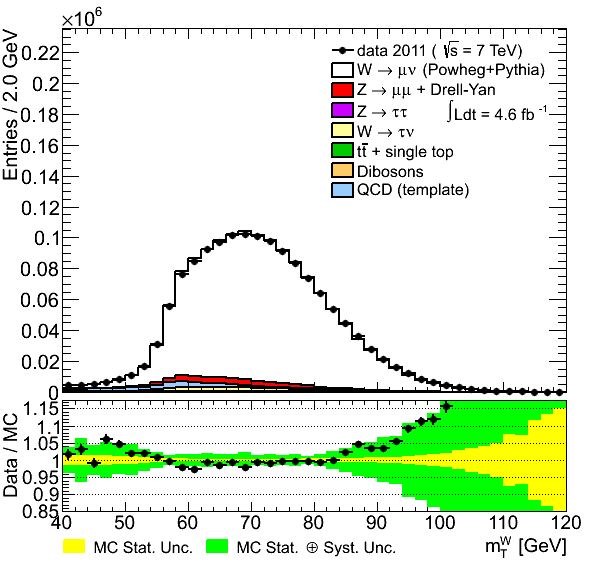 ×10⁶
Entries / 2.0 GeV
0.22
0.2
0.18
0.16
0.14
0.12
0.1
0.08
0.06
0.04
0.02
0
data 2011 ( √s = 7 TeV)
W → μν (Powheg+Pythia)
Z → μμ + Drell-Yan
Z → ττ
∫Ldt = 4.6 fb⁻¹
W → τν
tt̄ + single top
Dibosons
QCD (template)
Data / MC
1.15
1.1
1.05
1
0.95
0.9
0.85
40 50 60 70 80 90 100 110 120
m_T^W [GeV]
MC Stat. Unc. MC Stat. ⊕ Syst. Unc.